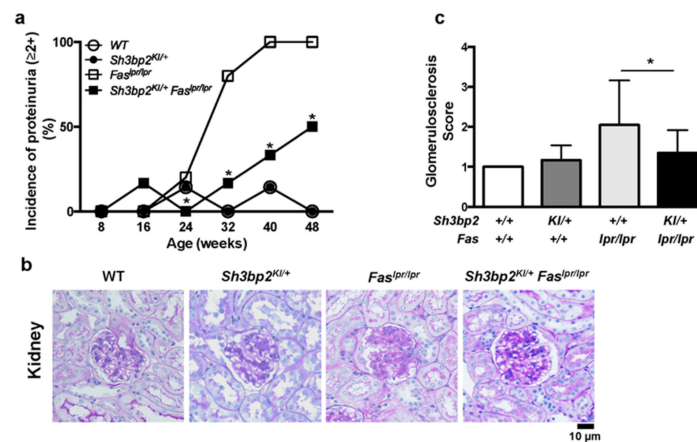 a
Incidence of proteinuria (≥2+)
(%)
100
50
0
WT
Sh3bp2KI/+
Faslpr/lpr
Sh3bp2KI/+ Faslpr/lpr
* * * *
8 16 24 32 40 48
Age (weeks)
c
Glomerulosclerosis
Score
4
3
2
1
0
*
Sh3bp2 +/+ KI/+ +/+ KI/+
Fas +/+ +/+ lpr/lpr lpr/lpr
b
WT Sh3bp2KI/+ Faslpr/lpr Sh3bp2KI/+ Faslpr/lpr
Kidney
10 µm